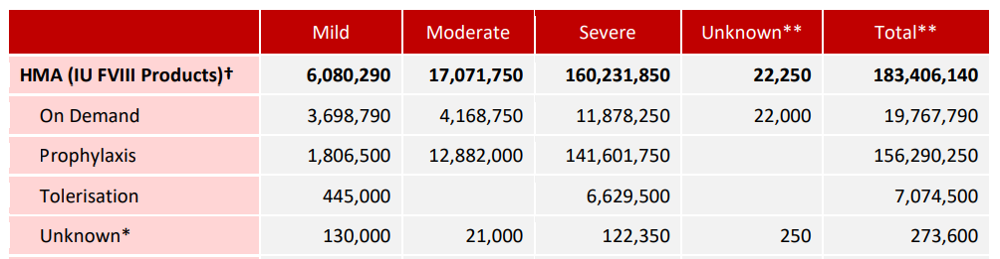 Mild Moderate Severe Unknown** Total**
HMA (IU FVIII Products)† 6,080,290 17,071,750 160,231,850 22,250 183,406,140
On Demand 3,698,790 4,168,750 11,878,250 22,000 19,767,790
Prophylaxis 1,806,500 12,882,000 141,601,750 156,290,250
Tolerisation 445,000 6,629,500 7,074,500
Unknown* 130,000 21,000 122,350 250 273,600